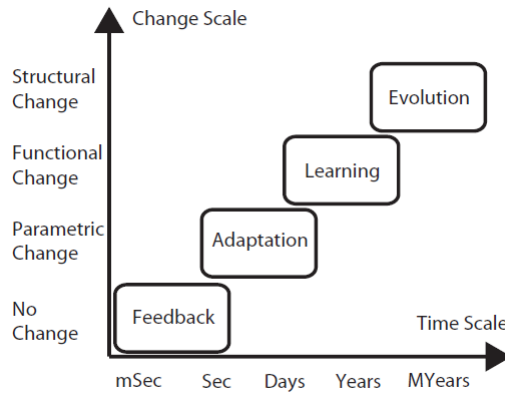 Change Scale
Structural
Change
Evolution
Functional
Change
Learning
Parametric
Change
Adaptation
No
Change
Feedback
Time Scale
mSec Sec Days Years MYears